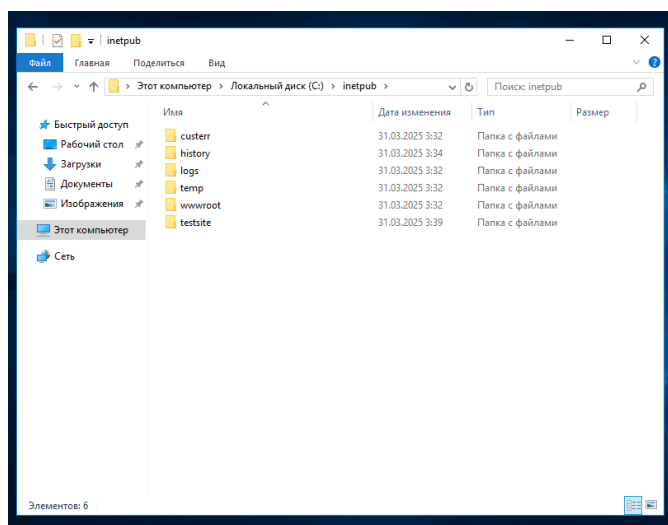 inetpub
Файл Главная Поделиться Вид
Этот компьютер Локальный диск (C:) inetpub Поиск: inetpub
Имя Дата изменения Тип Размер
Быстрый доступ
Рабочий стол
Загрузки
Документы
Изображения
Этот компьютер
Сеть
custerr 31.03.2025 3:32 Папка с файлами
history 31.03.2025 3:34 Папка с файлами
logs 31.03.2025 3:32 Папка с файлами
temp 31.03.2025 3:32 Папка с файлами
wwwroot 31.03.2025 3:32 Папка с файлами
testsite 31.03.2025 3:39 Папка с файлами
Элементов: 6